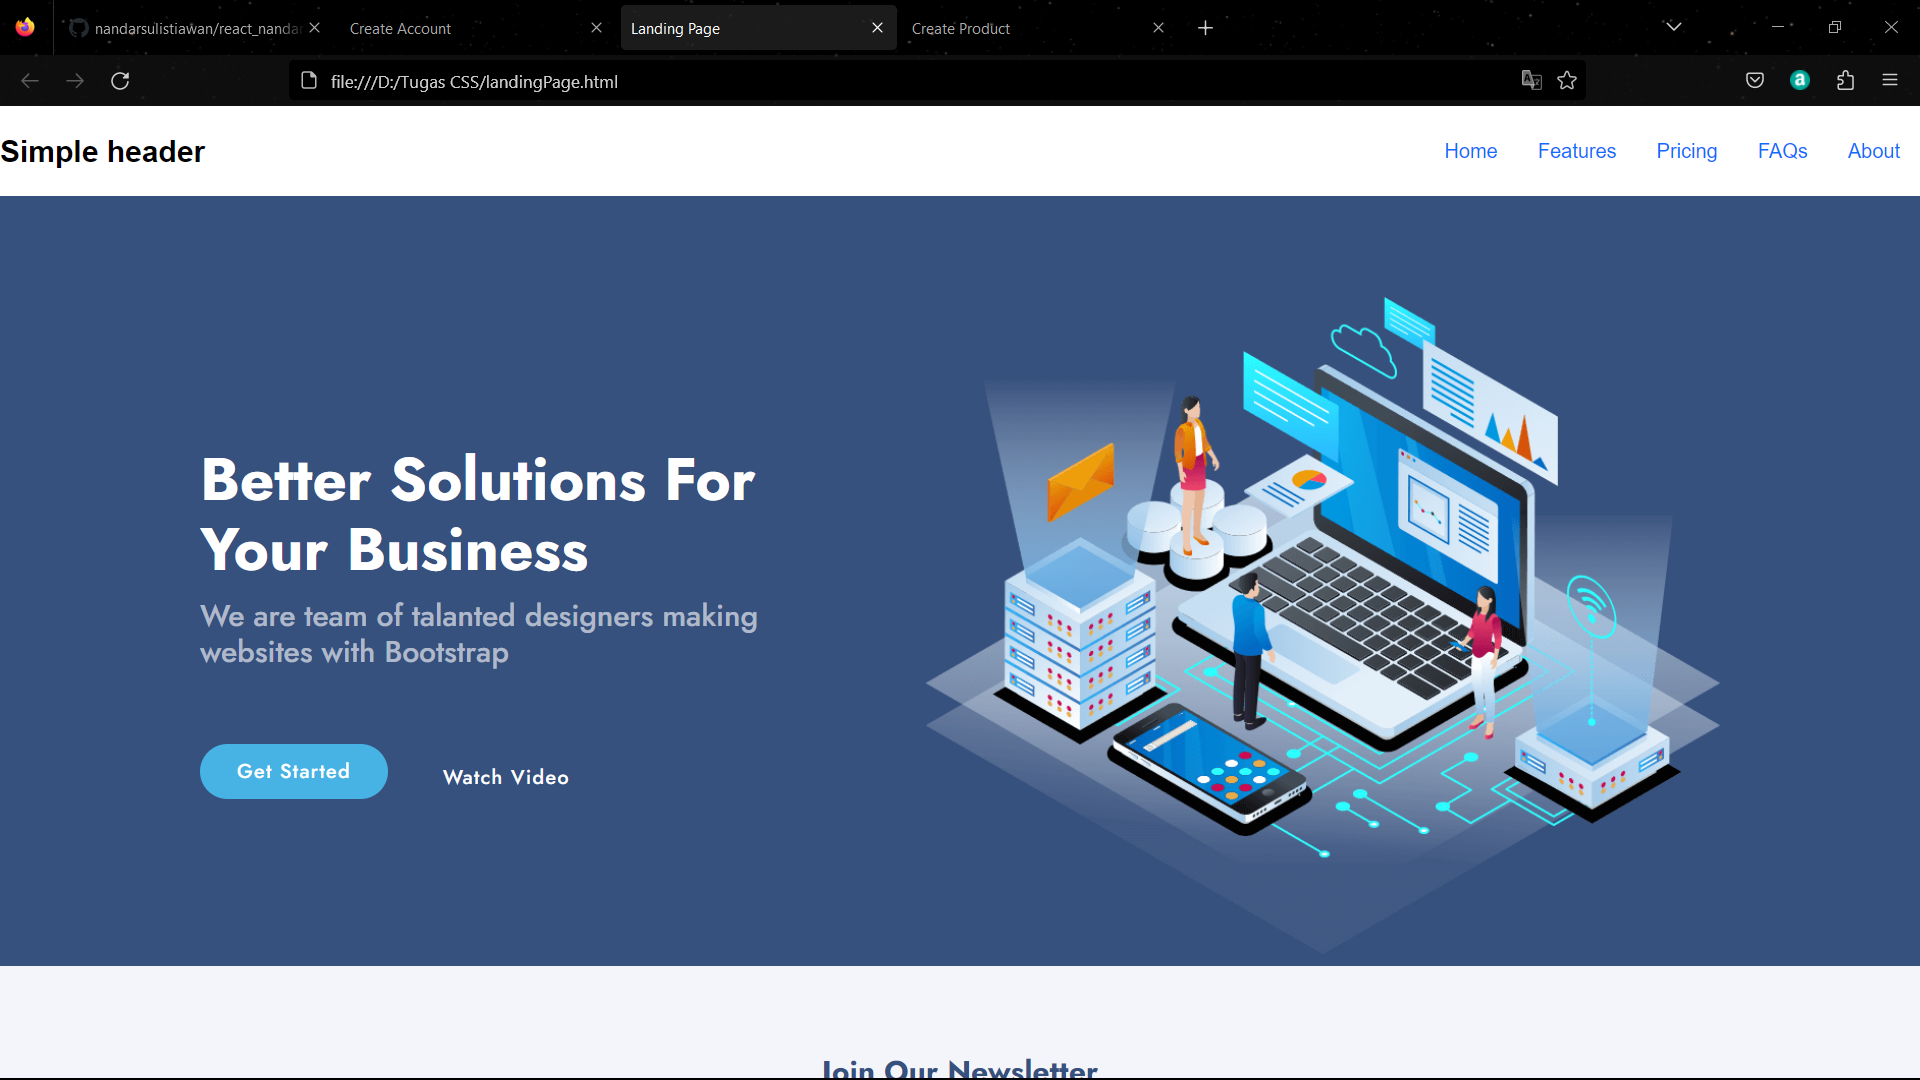 nandarsulistiawan/react_nandar
Create Account
Landing Page
Create Product
file:///D:/Tugas CSS/landingPage.html
Simple header
Home
Features
Pricing
FAQs
About
Better Solutions For
Your Business
We are team of talanted designers making
websites with Bootstrap
Get Started
Watch Video
Join Our Newsletter